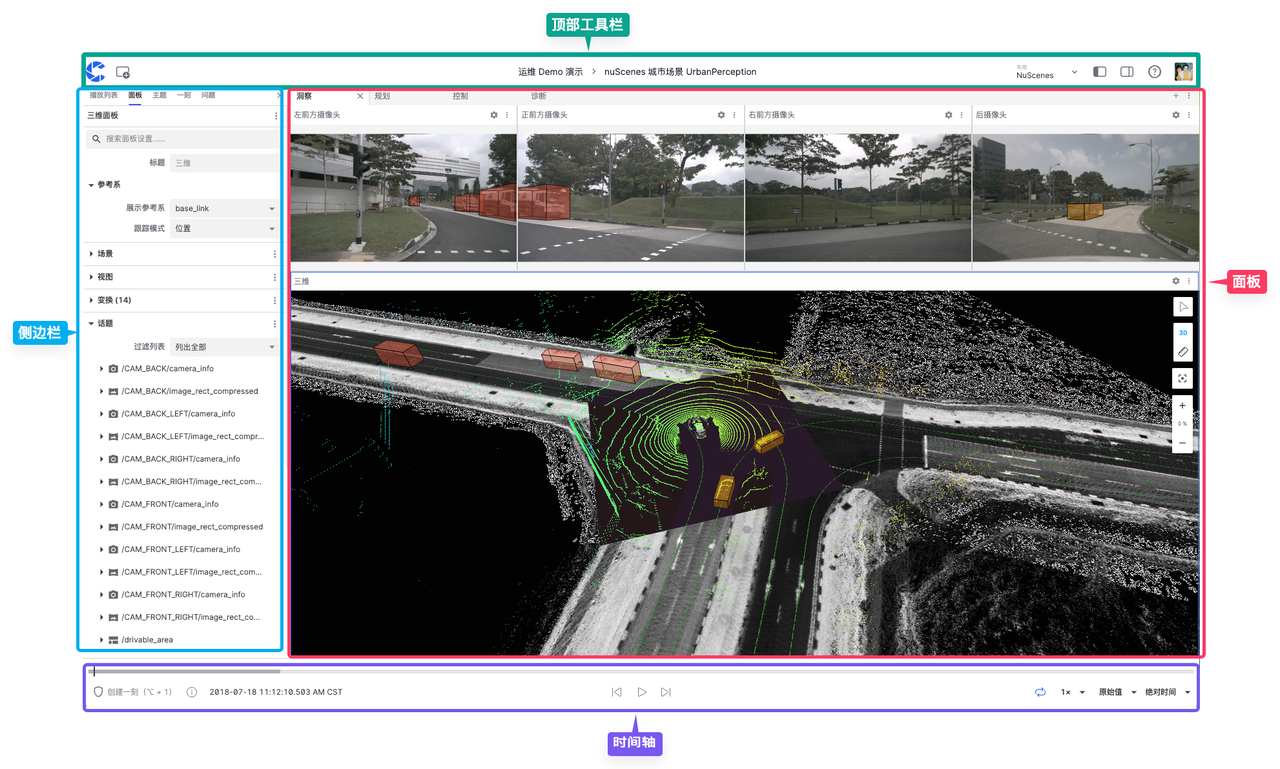 顶部工具栏
运维 Demo 演示 > nuScenes 城市场景 UrbanPerception
布局
NuScenes
播放列表 面板 主题 一刻 问题
三维面板
搜索面板设置......
标题 三维
参考系
展示参考系 base_link
跟踪模式 位置
场景
视图
变换 (14)
话题
过滤列表 列出全部
/CAM_BACK/camera_info
/CAM_BACK/image_rect_compressed
/CAM_BACK_LEFT/camera_info
/CAM_BACK_LEFT/image_rect_compr...
/CAM_BACK_RIGHT/camera_info
/CAM_BACK_RIGHT/image_rect_com...
/CAM_FRONT/camera_info
/CAM_FRONT/image_rect_compressed
/CAM_FRONT_LEFT/camera_info
/CAM_FRONT_LEFT/image_rect_com...
/CAM_FRONT_RIGHT/camera_info
/CAM_FRONT_RIGHT/image_rect_co...
/drivable_area
侧边栏
洞察 规划 控制 诊断
左前方摄像头 正前方摄像头 右前方摄像头 后摄像头
三维
3D
0 %
面板
创建一刻 (⌥ + 1) 2018-07-18 11:12:10.503 AM CST
1× 原始值 绝对时间
时间轴